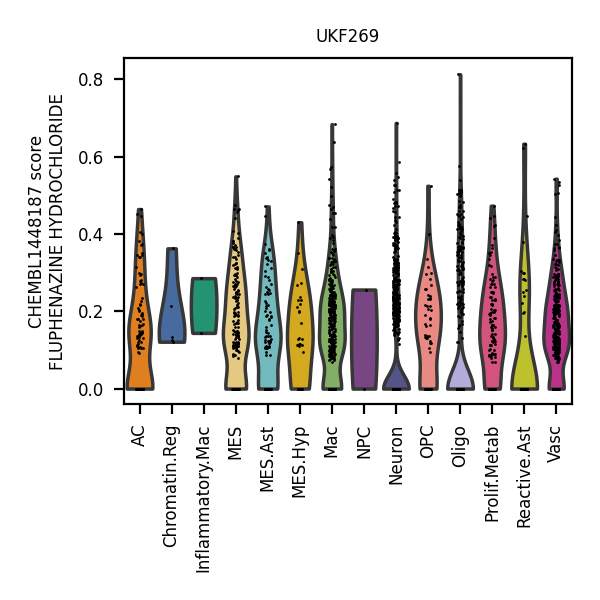 UKF269
CHEMBL1448187 score
FLUPHENAZINE HYDROCHLORIDE
0.8
0.6
0.4
0.2
0.0
AC
Chromatin.Reg
Inflammatory.Mac
MES
MES.Ast
MES.Hyp
Mac
NPC
Neuron
OPC
Oligo
Prolif.Metab
Reactive.Ast
Vasc